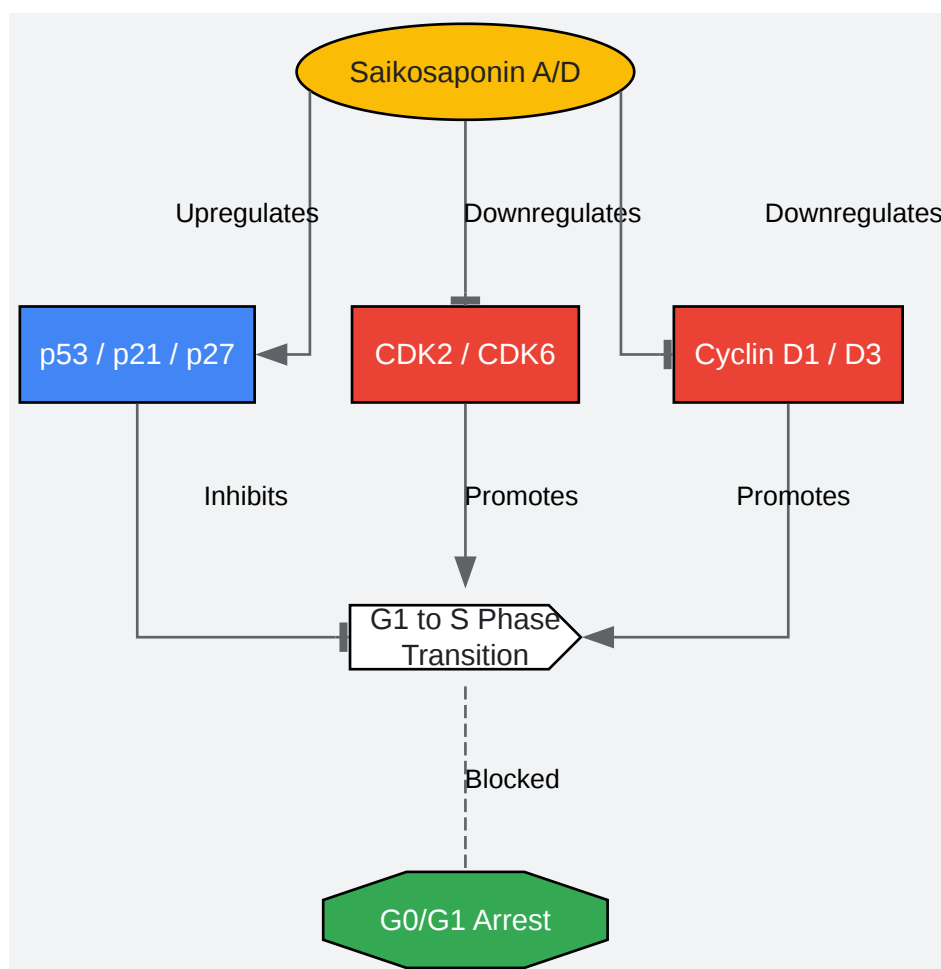 Saikosaponin A/D
Upregulates
Downregulates
Downregulates
p53 / p21 / p27
CDK2 / CDK6
Cyclin D1 / D3
Inhibits
Promotes
Promotes
G1 to S Phase
Transition
Blocked
G0/G1 Arrest